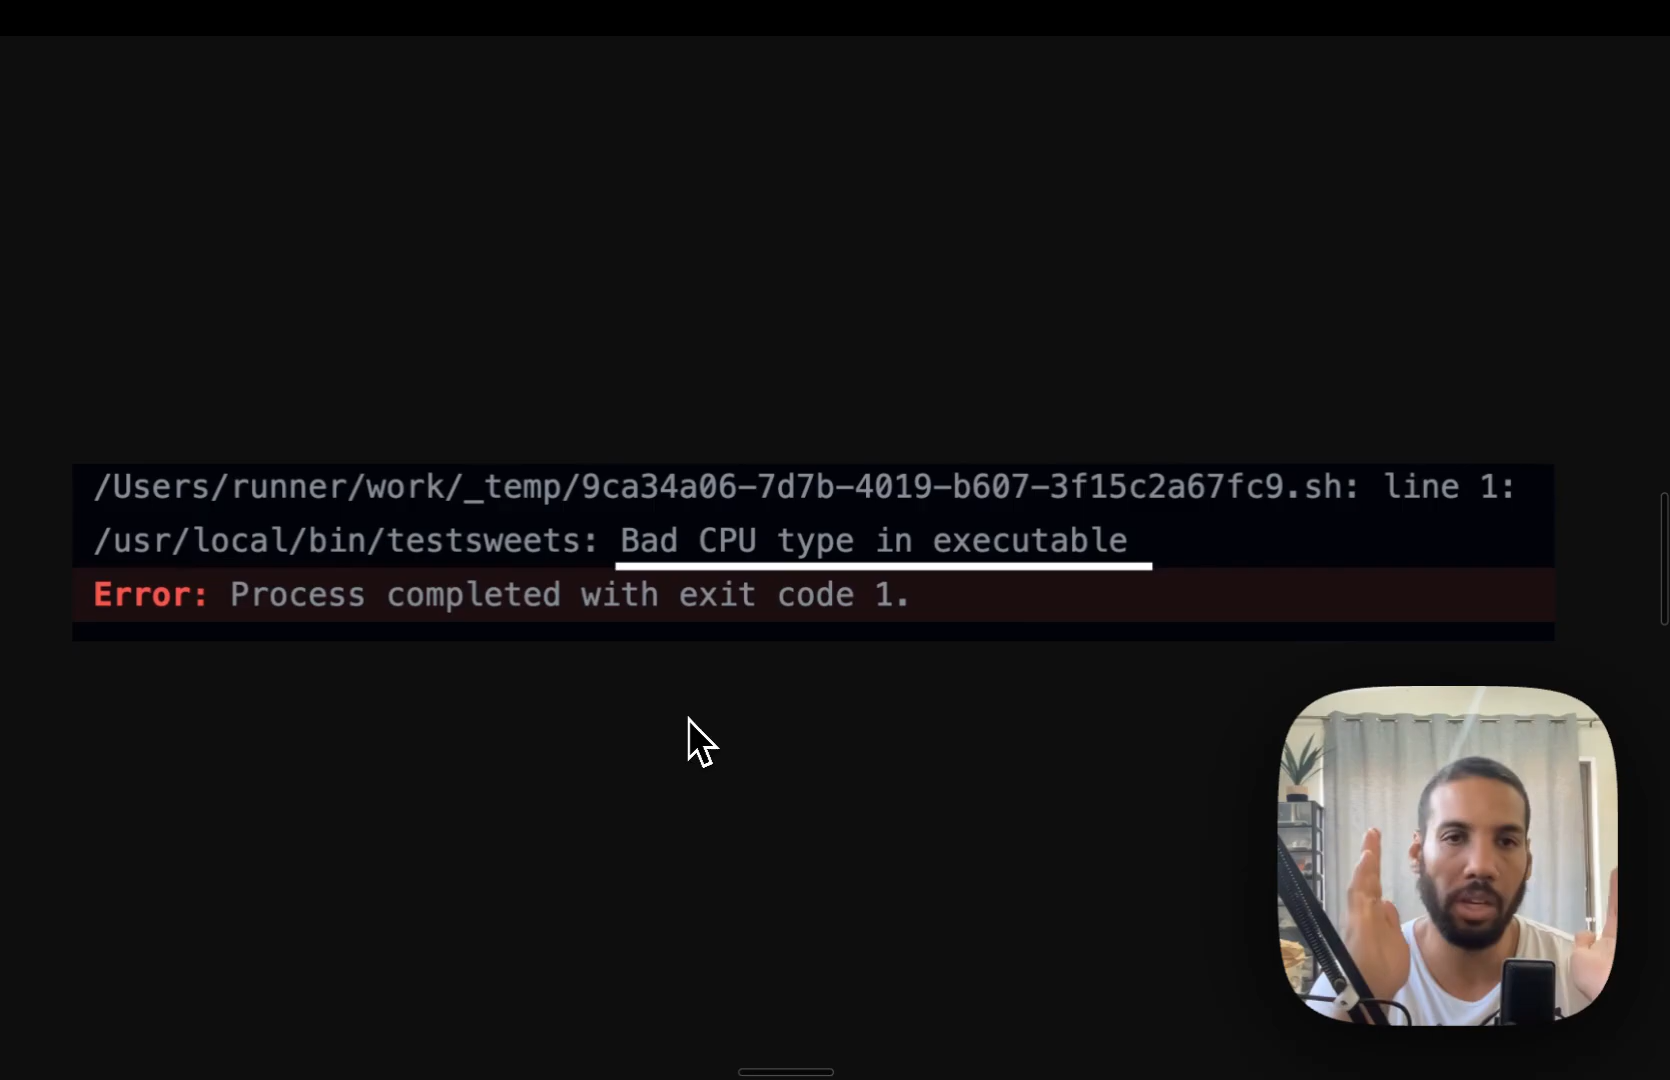 /Users/runner/work/_temp/9ca34a06-7d7b-4019-b607-3f15c2a67fc9.sh: line 1:
/usr/local/bin/testsweets: Bad CPU type in executable
Error: Process completed with exit code 1.